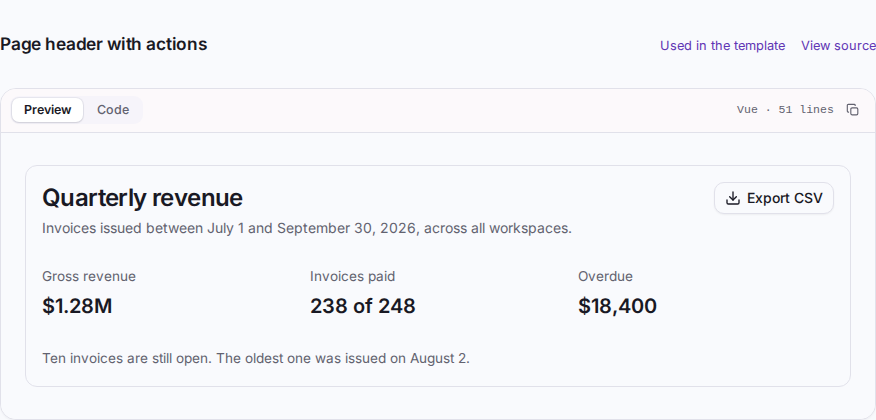 Page header with actions
Used in the template View source
Preview Code
Vue · 51 lines
Quarterly revenue
Export CSV
Invoices issued between July 1 and September 30, 2026, across all workspaces.
Gross revenue Invoices paid Overdue
$1.28M 238 of 248 $18,400
Ten invoices are still open. The oldest one was issued on August 2.